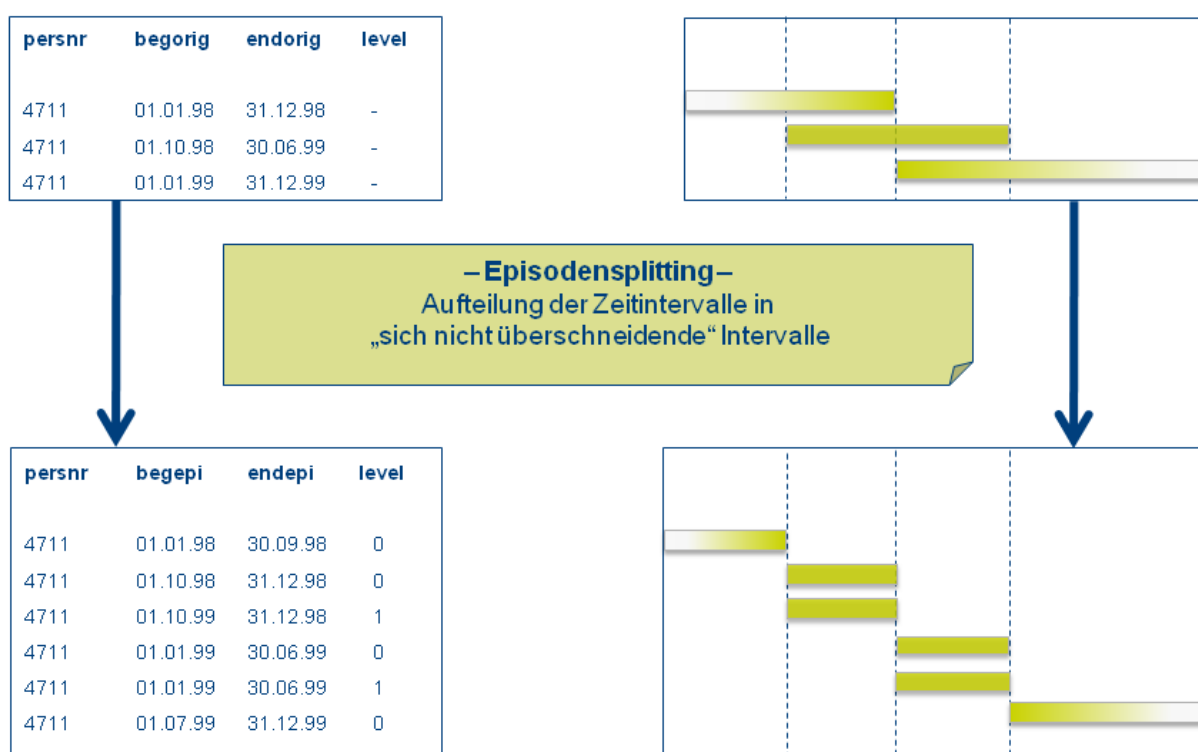 persnr begorig endorig level
4711 01.01.98 31.12.98 -
4711 01.10.98 30.06.99 -
4711 01.01.99 31.12.99 -
–Episodensplitting–
Aufteilung der Zeitintervalle in
„sich nicht überschneidende“ Intervalle
persnr begepi endepi level
4711 01.01.98 30.09.98 0
4711 01.10.98 31.12.98 0
4711 01.10.99 31.12.98 1
4711 01.01.99 30.06.99 0
4711 01.01.99 30.06.99 1
4711 01.07.99 31.12.99 0